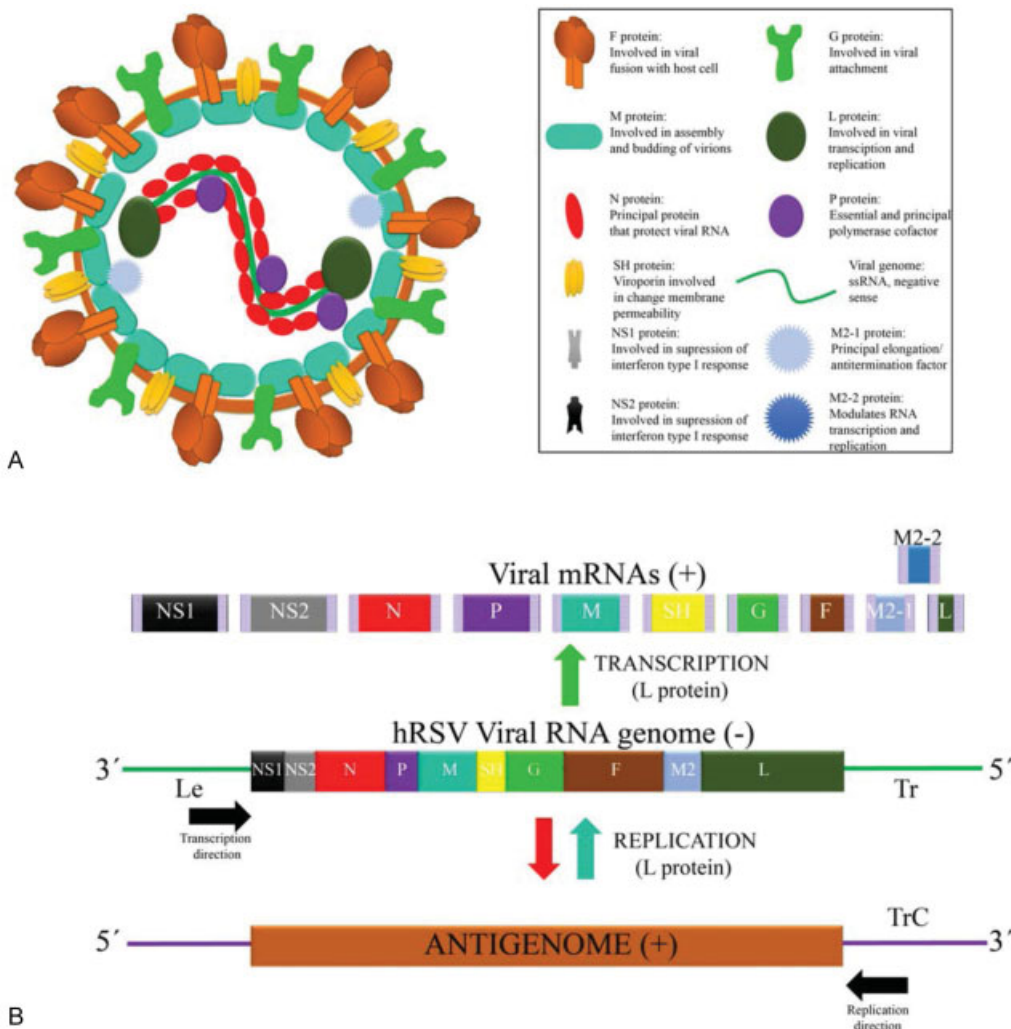 F protein:
Involved in viral
fusion with host cell
G protein:
Involved in viral
attachment
M protein:
Involved in assembly
and budding of virions
L protein:
Involved in viral
transciption and
replication
N protein:
Principal protein
that protect viral RNA
P protein:
Essential and principal
polymerase cofactor
SH protein:
Viroporin involved
in change membrane
permeability
Viral genome:
ssRNA, negative
sense
NS1 protein:
Involved in supression of
interferon type I response
M2-1 protein:
Principal elongation/
antitermination factor
NS2 protein:
Involved in supression of
interferon type I response
M2-2 protein:
Modulates RNA
transcription and
replication
A
M2-2
Viral mRNAs (+)
NS1 NS2 N P M SH G F M2-1 L
TRANSCRIPTION
(L protein)
hRSV Viral RNA genome (-)
3´ NS1 NS2 N P M SH G F M2 L 5´
Le Tr
Transcription
direction
REPLICATION
(L protein)
TrC
5´ ANTIGENOME (+) 3´
Replication
direction
B